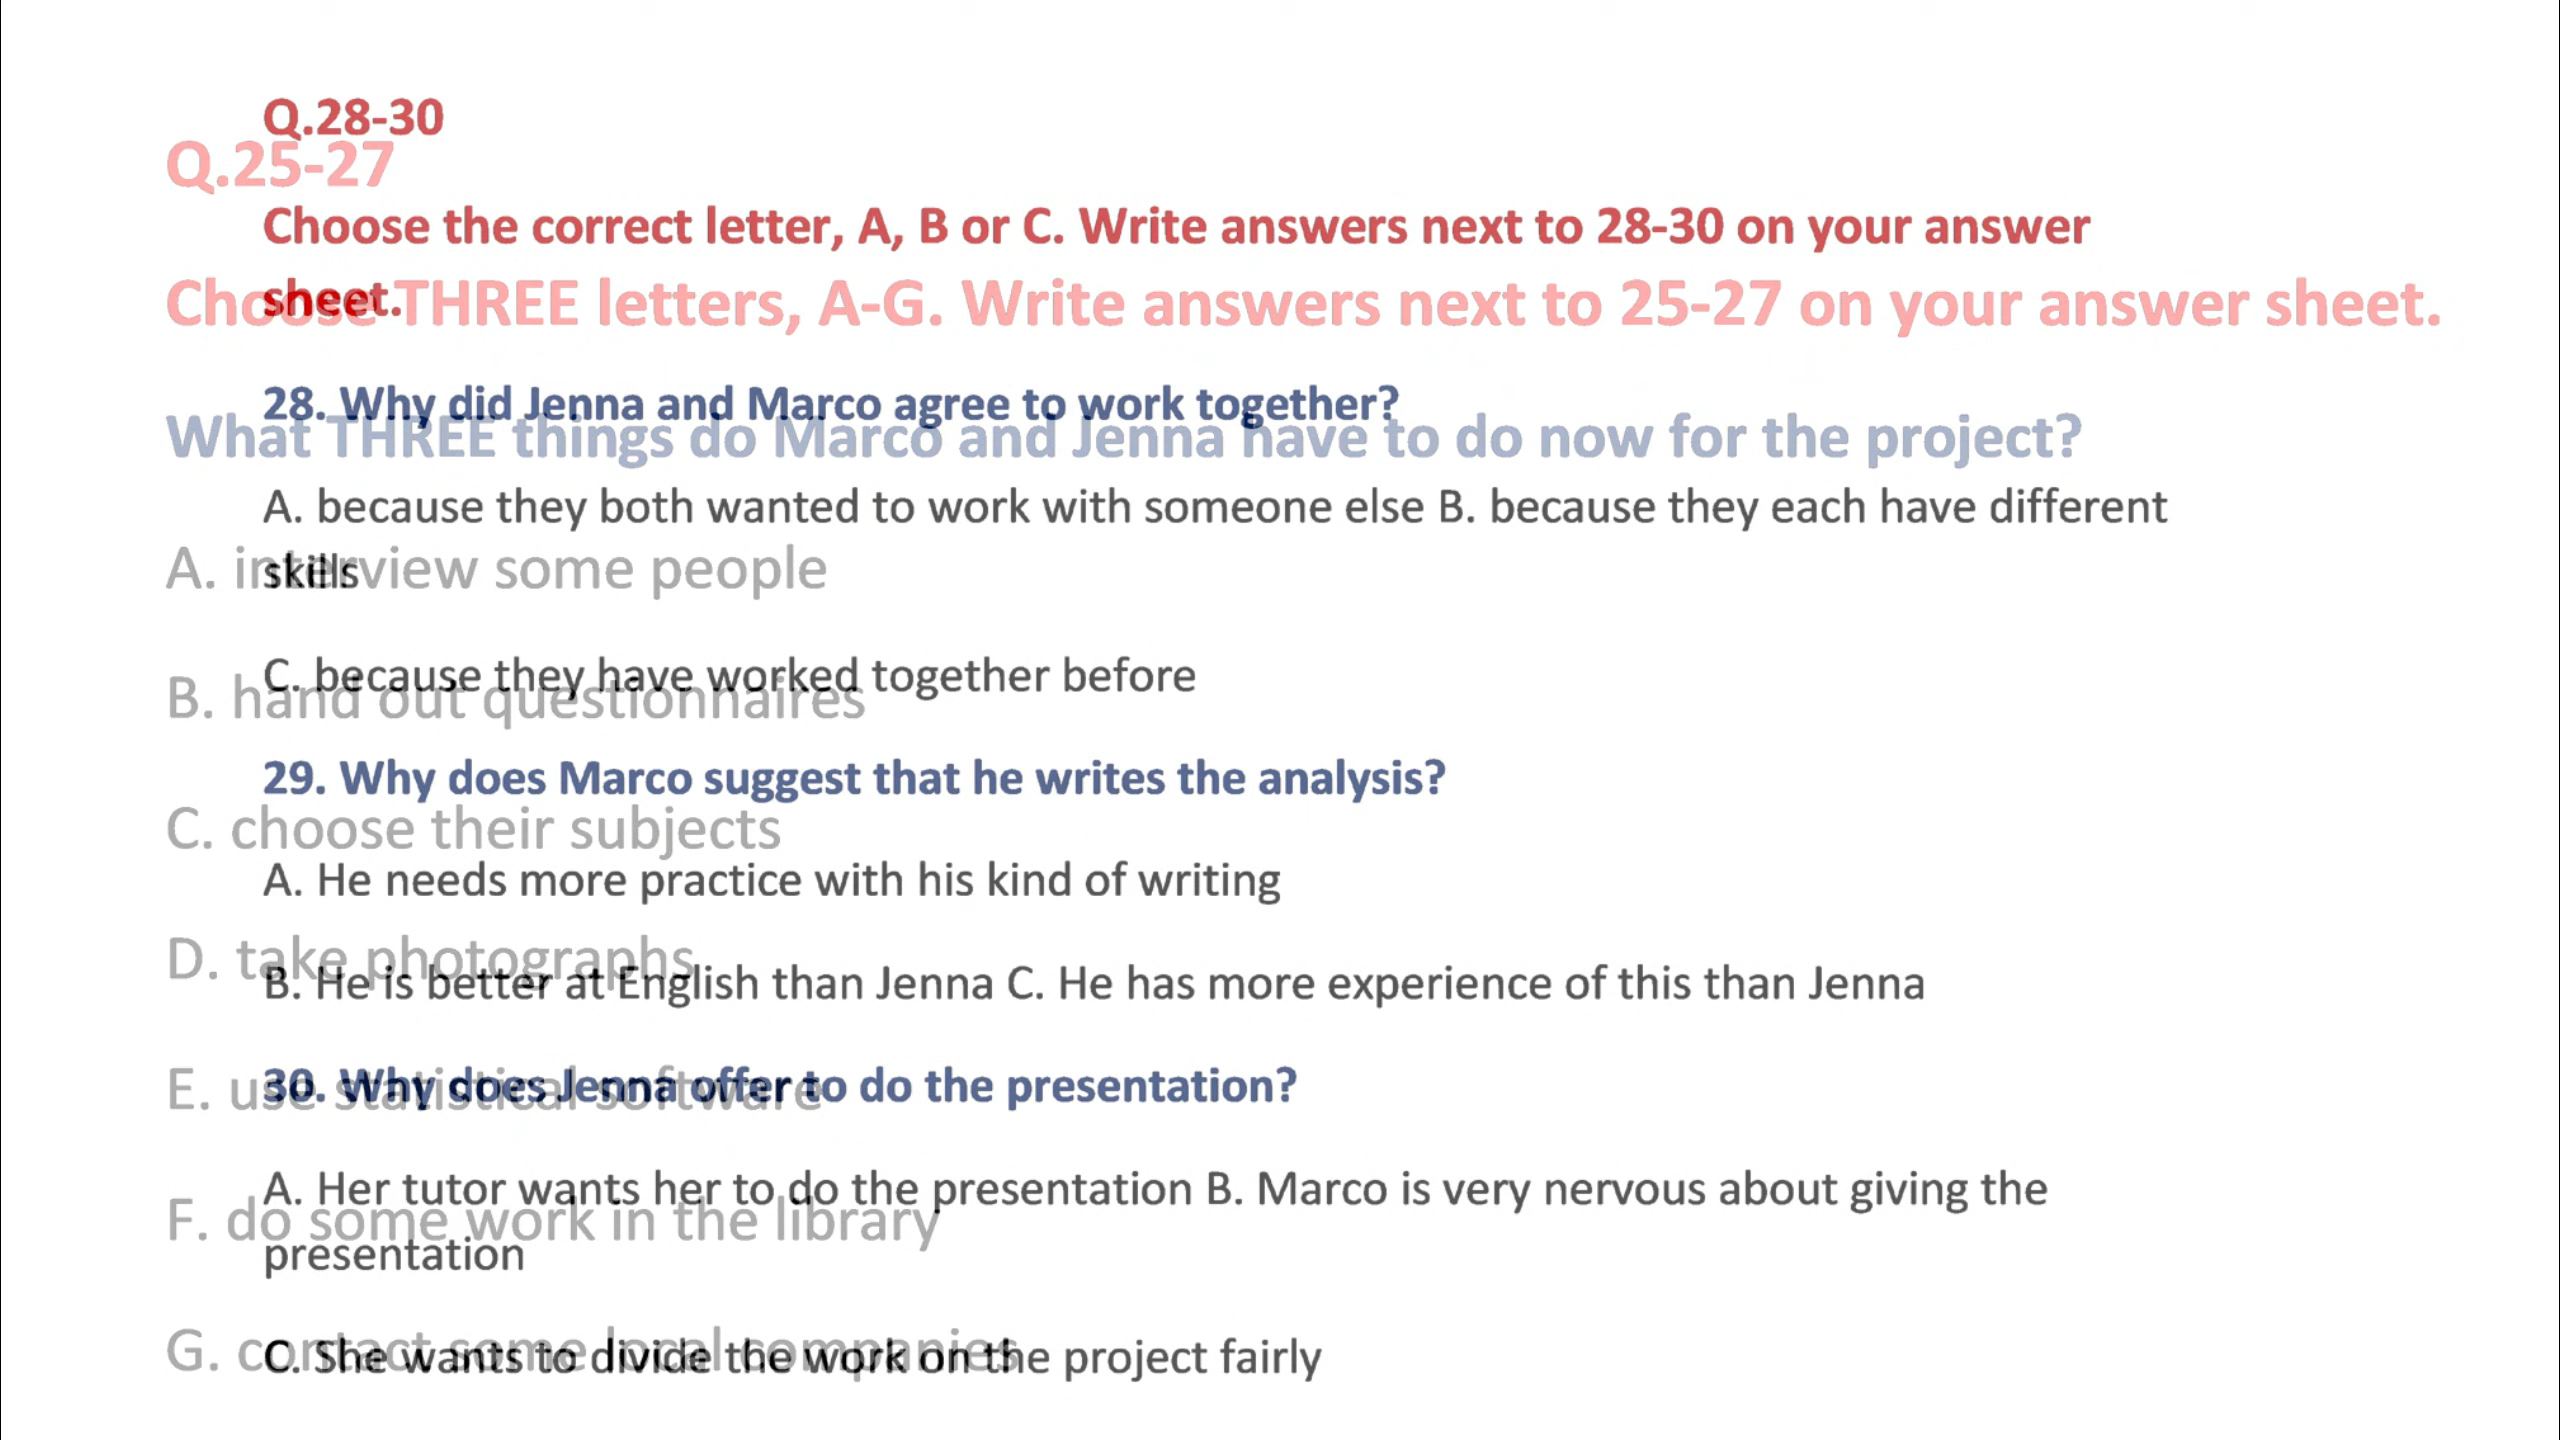 Q.28-30
Q.25-27
Choose the correct letter, A, B or C. Write answers next to 28-30 on your answer
sheet.
Choose THREE letters, A-G. Write answers next to 25-27 on your answer sheet.
28. Why did Jenna and Marco agree to work together?
What THREE things do Marco and Jenna have to do now for the project?
A. because they both wanted to work with someone else B. because they each have different
skills
A. interview some people
C. because they have worked together before
B. hand out questionnaires
29. Why does Marco suggest that he writes the analysis?
C. choose their subjects
A. He needs more practice with his kind of writing
D. take photographs
B. He is better at English than Jenna C. He has more experience of this than Jenna
30. Why does Jenna offer to do the presentation?
E. use statistical software
A. Her tutor wants her to do the presentation B. Marco is very nervous about giving the
F. do some work in the library
presentation
G. contact some local companies
C. She wants to divide the work on the project fairly